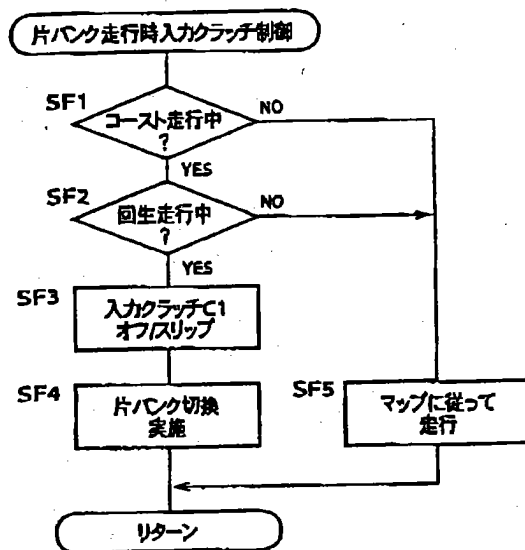 片バンク走行時入力クラッチ制御
SF1
コースト走行中
?
NO
YES
SF2
回生走行中
?
NO
YES
SF3
入力クラッチC1
オフ/スリップ
SF4
片バンク切換
実施
SF5
マップに従って
走行
リターン